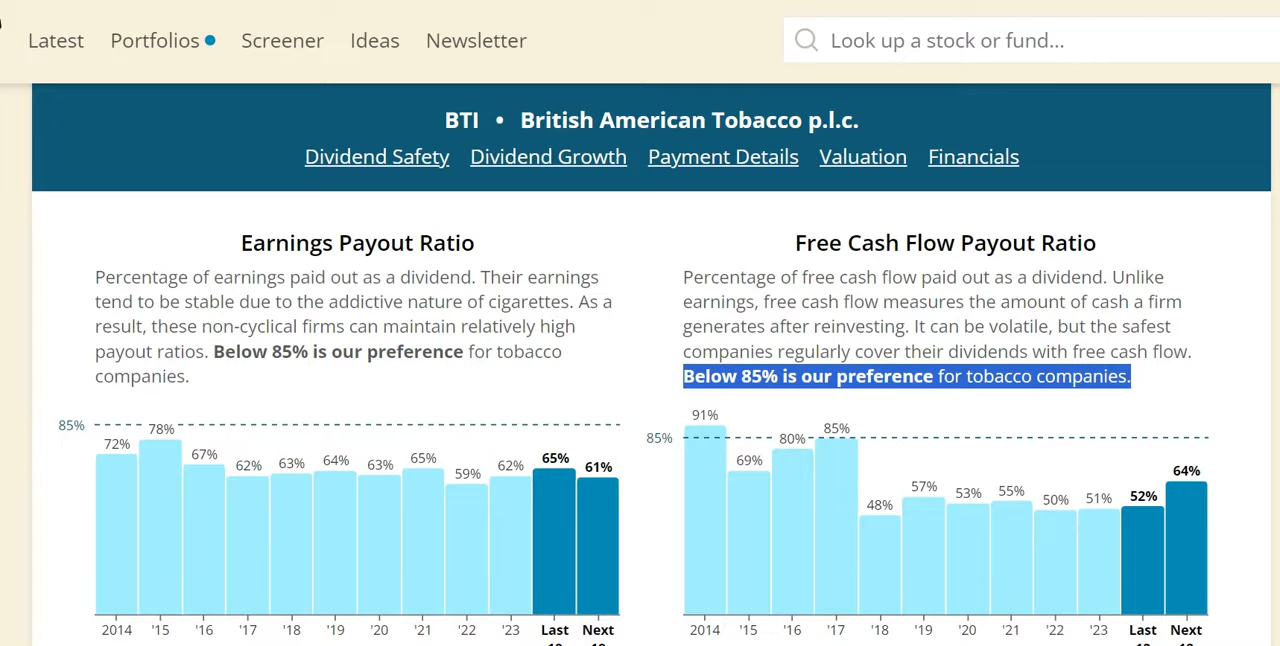 Latest Portfolios Screener Ideas Newsletter Look up a stock or fund...
BTI • British American Tobacco p.l.c.
Dividend Safety Dividend Growth Payment Details Valuation Financials
Earnings Payout Ratio
Percentage of earnings paid out as a dividend. Their earnings
tend to be stable due to the addictive nature of cigarettes. As a
result, these non-cyclical firms can maintain relatively high
payout ratios. Below 85% is our preference for tobacco
companies.
85%
72% 78% 67% 62% 63% 64% 63% 65% 59% 62% 65% 61%
2014 '15 '16 '17 '18 '19 '20 '21 '22 '23 Last Next
Free Cash Flow Payout Ratio
Percentage of free cash flow paid out as a dividend. Unlike
earnings, free cash flow measures the amount of cash a firm
generates after reinvesting. It can be volatile, but the safest
companies regularly cover their dividends with free cash flow.
Below 85% is our preference for tobacco companies.
85%
91% 69% 80% 85% 48% 57% 53% 55% 50% 51% 52% 64%
2014 '15 '16 '17 '18 '19 '20 '21 '22 '23 Last Next